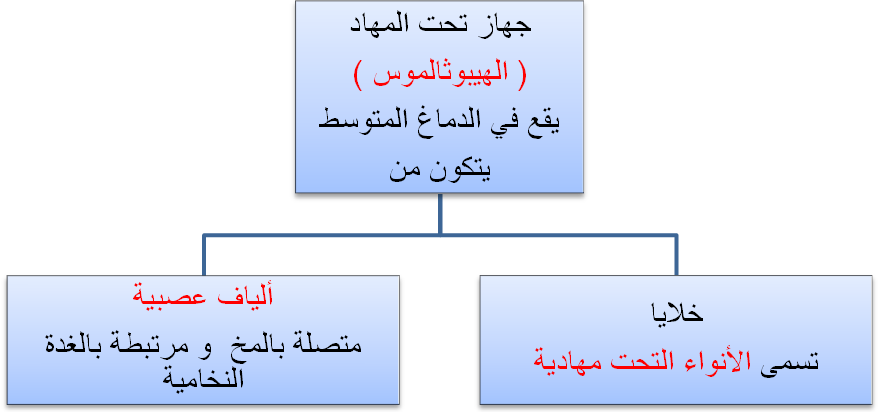 جهاز تحت المهاد
( الهيبوثالموس )
يقع في الدماغ المتوسط
يتكون من
خلايا
تسمى الأنواء التحت مهادية
ألياف عصبية
متصلة بالمخ و مرتبطة بالغدة
النخامية